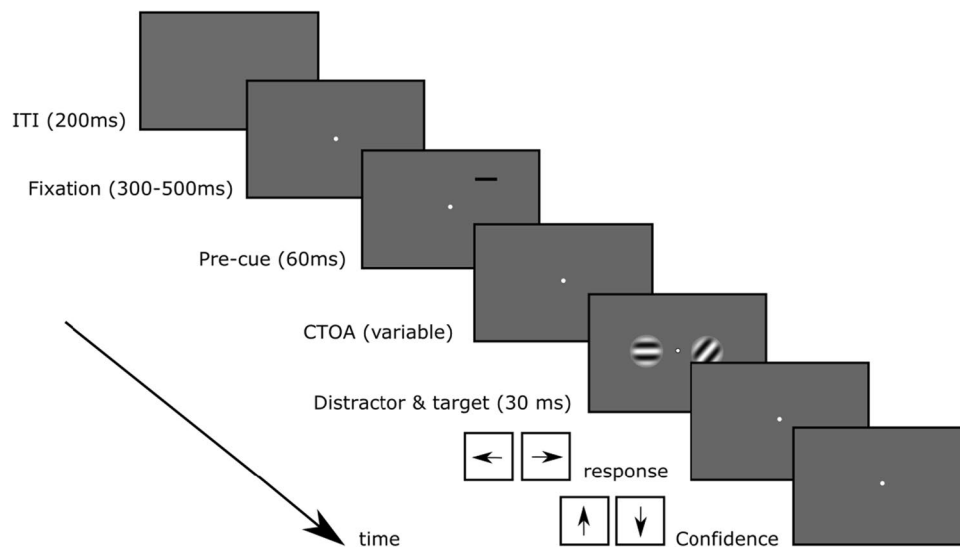 ITI (200ms)
Fixation (300-500ms)
Pre-cue (60ms)
CTOA (variable)
Distractor & target (30 ms)
response
Confidence
time